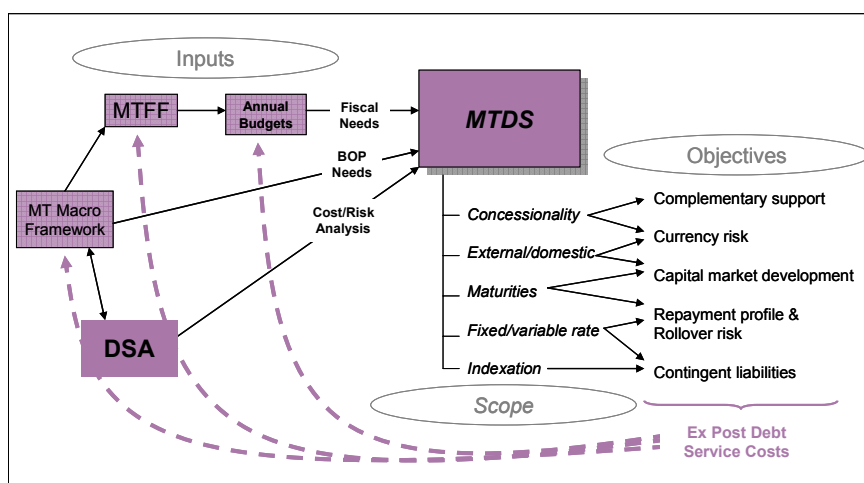 Inputs
MTFF
Annual
Budgets
Fiscal
Needs
MTDS
BOP
Needs
Objectives
MT Macro
Framework
Cost/Risk
Analysis
Concessionality
Complementary support
External/domestic
Currency risk
Maturities
Capital market development
DSA
Fixed/variable rate
Repayment profile &
Rollover risk
Indexation
Contingent liabilities
Scope
Ex Post Debt
Service Costs